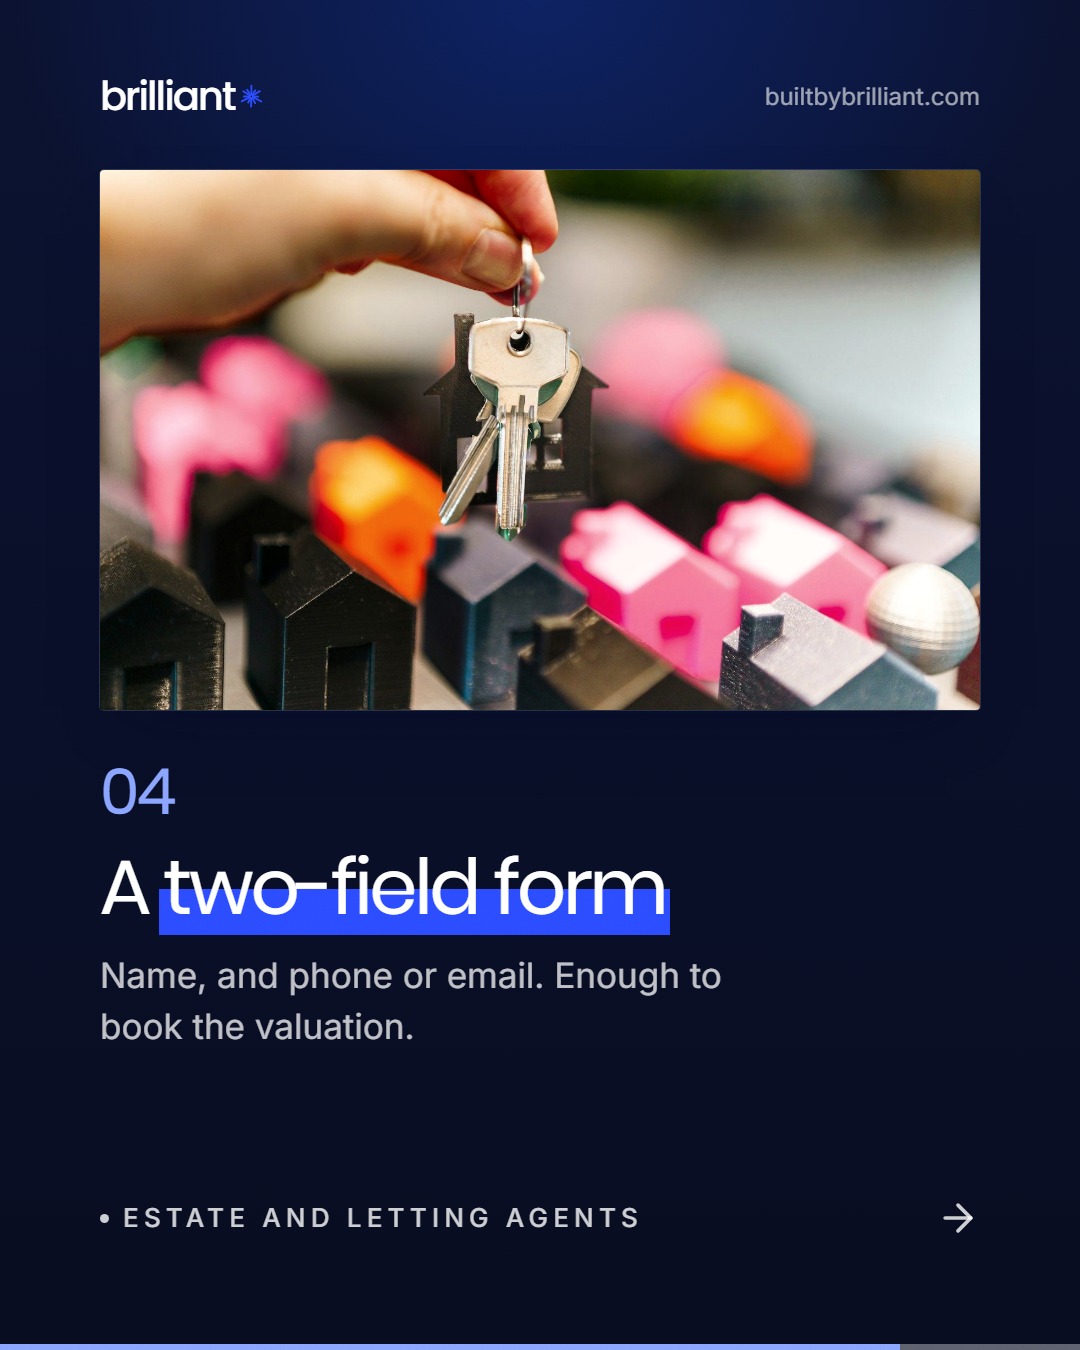 brilliant
builtbybrilliant.com
04
A two-field form
Name, and phone or email. Enough to
book the valuation.
• ESTATE AND LETTING AGENTS